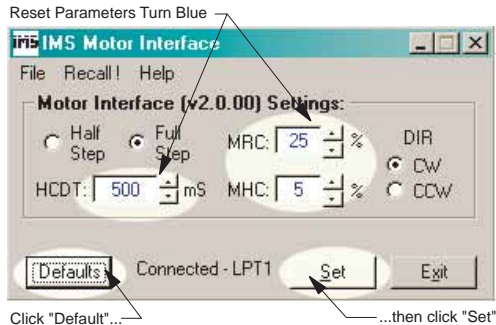 Reset Parameters Turn Blue
IMS IMS Motor Interface
File Recall! Help
Motor Interface (v2.0.00) Settings:
Half Step
Full Step
MRC: 25 %
DIR
CW
HCDT: 500 mS
MHC: 5 %
CCW
Defaults
Connected - LPT1
Set
Exit
Click "Default"...
...then click "Set"